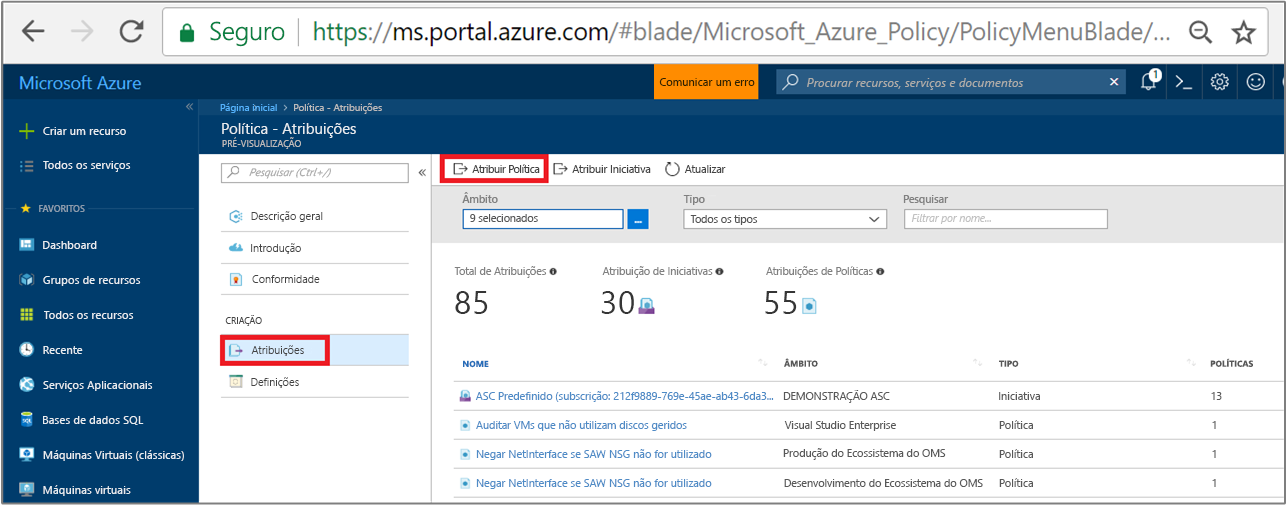 Seguro https://ms.portal.azure.com/#blade/Microsoft_Azure_Policy/PolicyMenuBlade/...
Microsoft Azure
Comunicar um erro
Procurar recursos, serviços e documentos
1
Página Inicial > Política - Atribuições
Política - Atribuições
PRÉ-VISUALIZAÇÃO
Criar um recurso
Todos os serviços
FAVORITOS
Dashboard
Grupos de recursos
Todos os recursos
Recente
Serviços Aplicacionais
Bases de dados SQL
Máquinas Virtuais (clássicas)
Máquinas virtuais
Pesquisar (Ctrl+/)
Descrição geral
Introdução
Conformidade
CRIAÇÃO
Atribuições
Definições
Atribuir Política Atribuir Iniciativa Atualizar
Âmbito Tipo Pesquisar
9 selecionados ... Todos os tipos Filtrar por nome...
Total de Atribuições Atribuição de Iniciativas Atribuições de Políticas
85 30 55
NOME ÂMBITO TIPO POLÍTICAS
ASC Predefinido (subscrição: 212f9889-769e-45ae-ab43-6da3... DEMONSTRAÇÃO ASC Iniciativa 13
Auditar VMs que não utilizam discos geridos Visual Studio Enterprise Política 1
Negar NetInterface se SAW NSG não for utilizado Produção do Ecossistema do OMS Política 1
Negar NetInterface se SAW NSG não for utilizado Desenvolvimento do Ecossistema do OMS Política 1